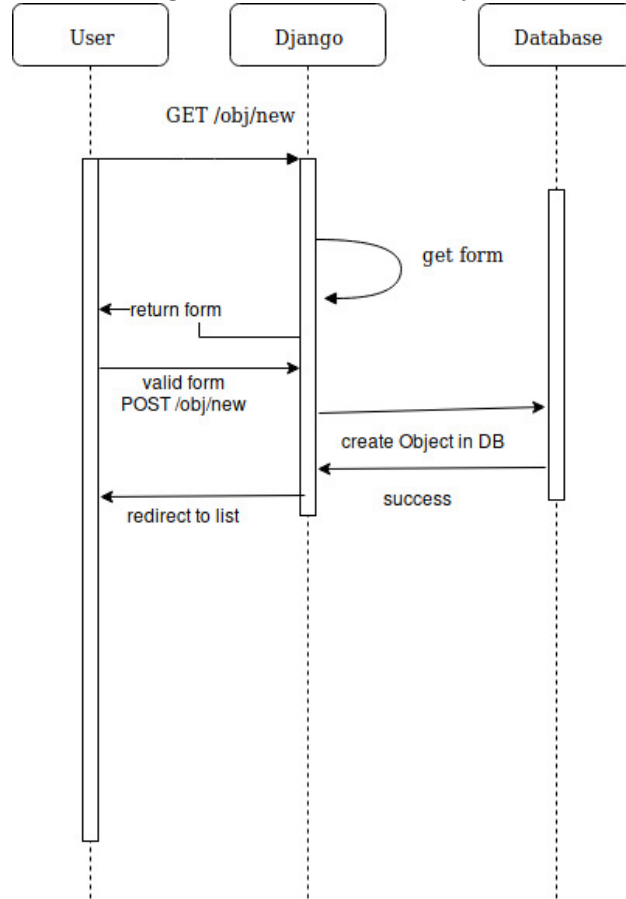 User
Django
Database
GET /obj/new
get form
return form
valid form
POST /obj/new
create Object in DB
success
redirect to list